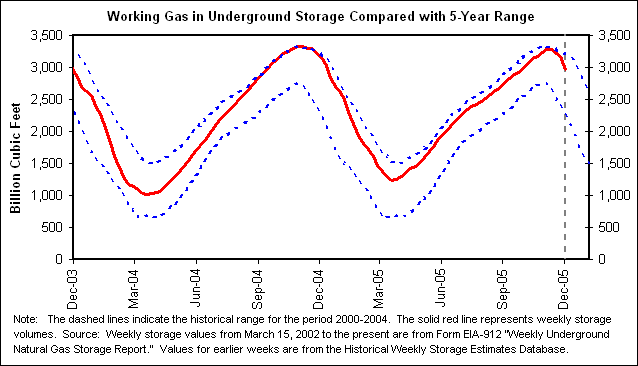 Working Gas in Underground Storage Compared with 5-Year Range
3,500
3,000
2,500
2,000
1,500
1,000
500
0
Billion Cubic Feet
3,500
3,000
2,500
2,000
1,500
1,000
500
0
Dec-03
Mar-04
Jun-04
Sep-04
Dec-04
Mar-05
Jun-05
Sep-05
Dec-05
Note: The dashed lines indicate the historical range for the period 2000-2004. The solid red line represents weekly storage
volumes. Source: Weekly storage values from March 15, 2002 to the present are from Form EIA-912 "Weekly Underground
Natural Gas Storage Report." Values for earlier weeks are from the Historical Weekly Storage Estimates Database.